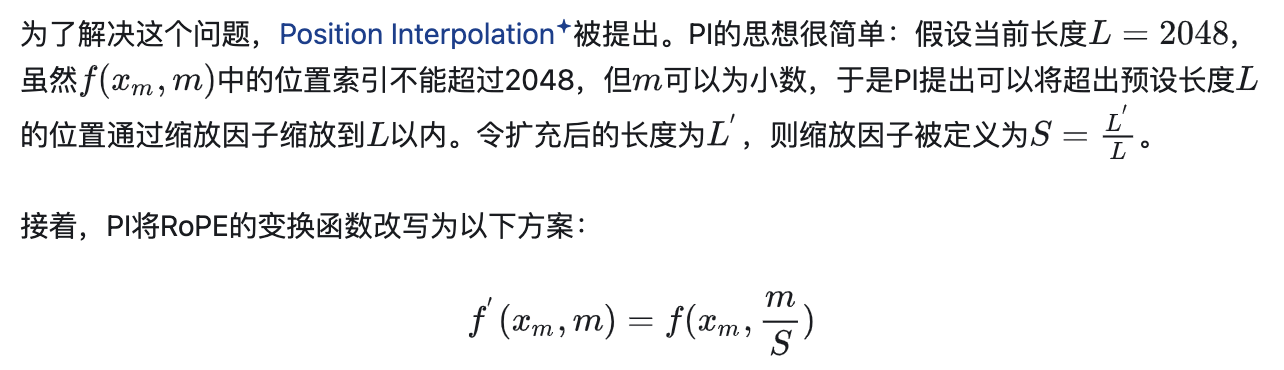 为了解决这个问题，Position Interpolation✦被提出。PI的思想很简单：假设当前长度L = 2048，
虽然f(xₘ, m)中的位置索引不能超过2048，但m可以为小数，于是PI提出可以将超出预设长度L
的位置通过缩放因子缩放到L以内。令扩充后的长度为L′，则缩放因子被定义为S = L′/L。
接着，PI将RoPE的变换函数改写为以下方案：
f′(xₘ, m) = f(xₘ, m/S)